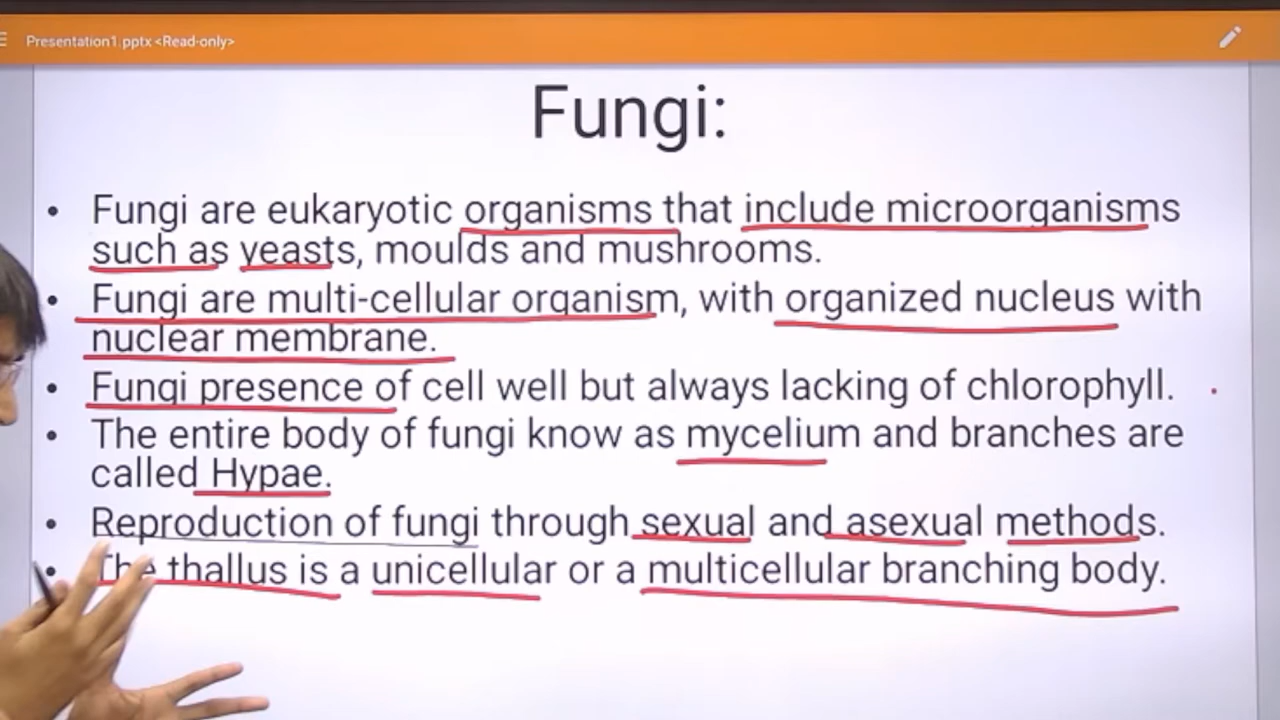 Presentation1.pptx <Read-only>
Fungi:
• Fungi are eukaryotic organisms that include microorganisms
such as yeasts, moulds and mushrooms.
• Fungi are multi-cellular organism, with organized nucleus with
nuclear membrane.
• Fungi presence of cell well but always lacking of chlorophyll.
• The entire body of fungi know as mycelium and branches are
called Hypae.
• Reproduction of fungi through sexual and asexual methods.
• The thallus is a unicellular or a multicellular branching body.